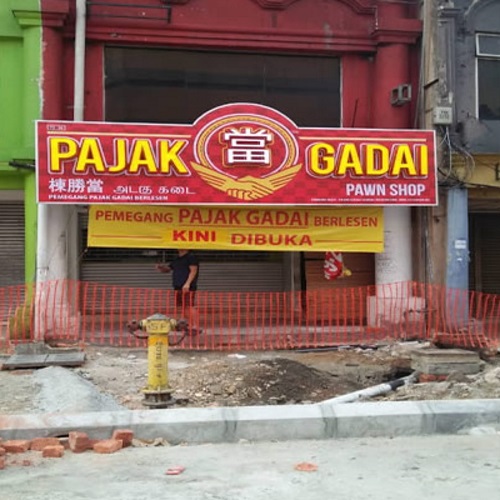 PAJAK 當 GADAI
棟勝當 அடகு கடை PAWN SHOP
PEMEGANG PAJAK GADAI BERLESEN
PEMEGANG PAJAK GADAI BERLESEN
KINI DIBUKA